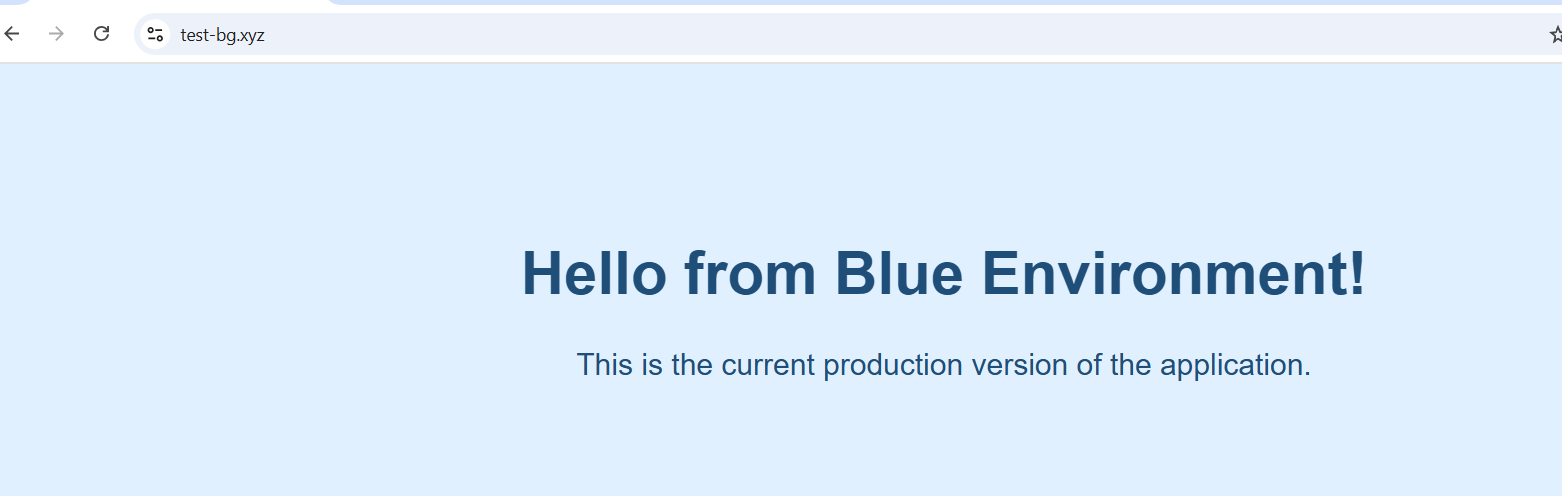 test-bg.xyz
Hello from Blue Environment!
This is the current production version of the application.